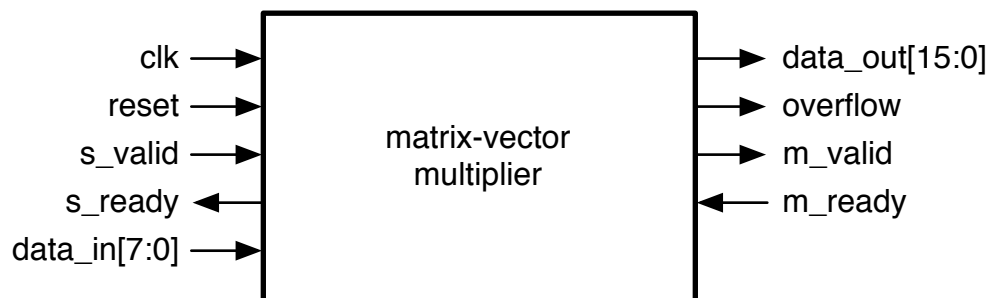 clk
reset
s_valid
s_ready
data_in[7:0]
matrix-vector
multiplier
data_out[15:0]
overflow
m_valid
m_ready